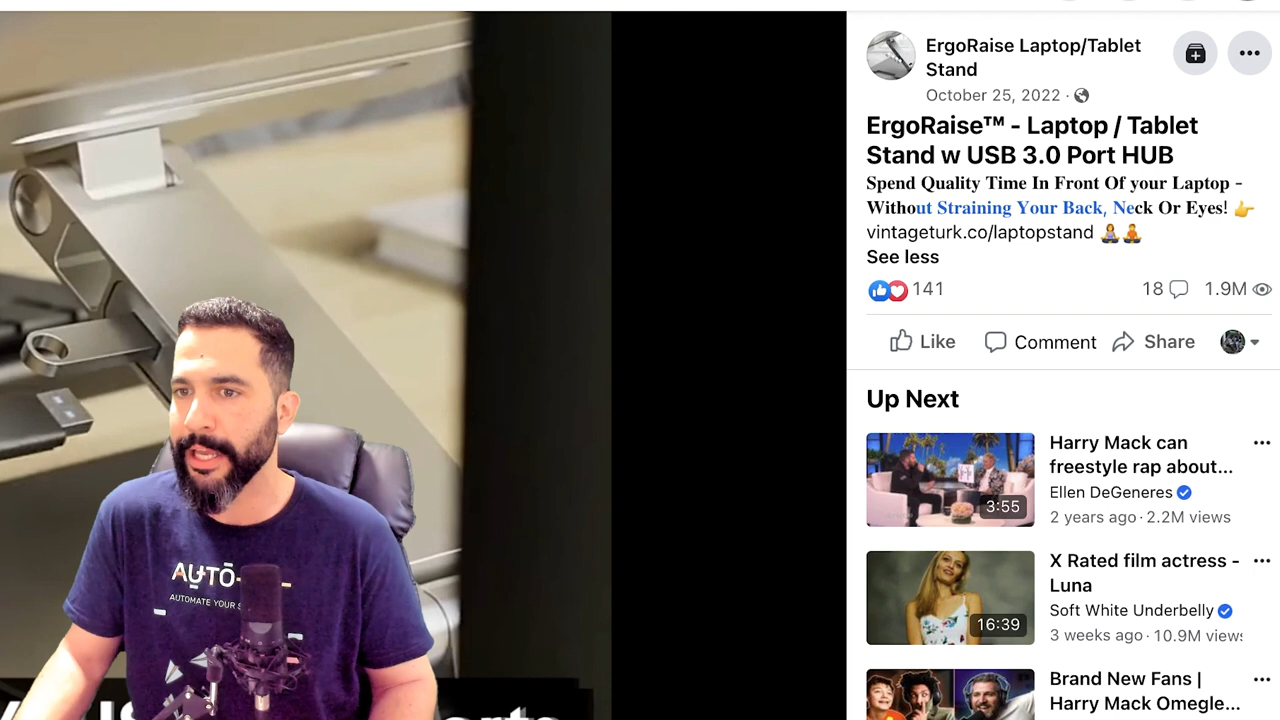 ErgoRaise Laptop/Tablet
Stand
October 25, 2022 ·
ErgoRaise™ - Laptop / Tablet
Stand w USB 3.0 Port HUB
Spend Quality Time In Front Of your Laptop -
Without Straining Your Back, Neck Or Eyes! 👉
vintageturk.co/laptopstand
See less
141
18
1.9M
Like
Comment
Share
Up Next
Harry Mack can
freestyle rap about...
Ellen DeGeneres
2 years ago · 2.2M views
3:55
X Rated film actress -
Luna
Soft White Underbelly
3 weeks ago · 10.9M views
16:39
Brand New Fans |
Harry Mack Omegle...
AUTŌ-
AUTOMATE YOUR